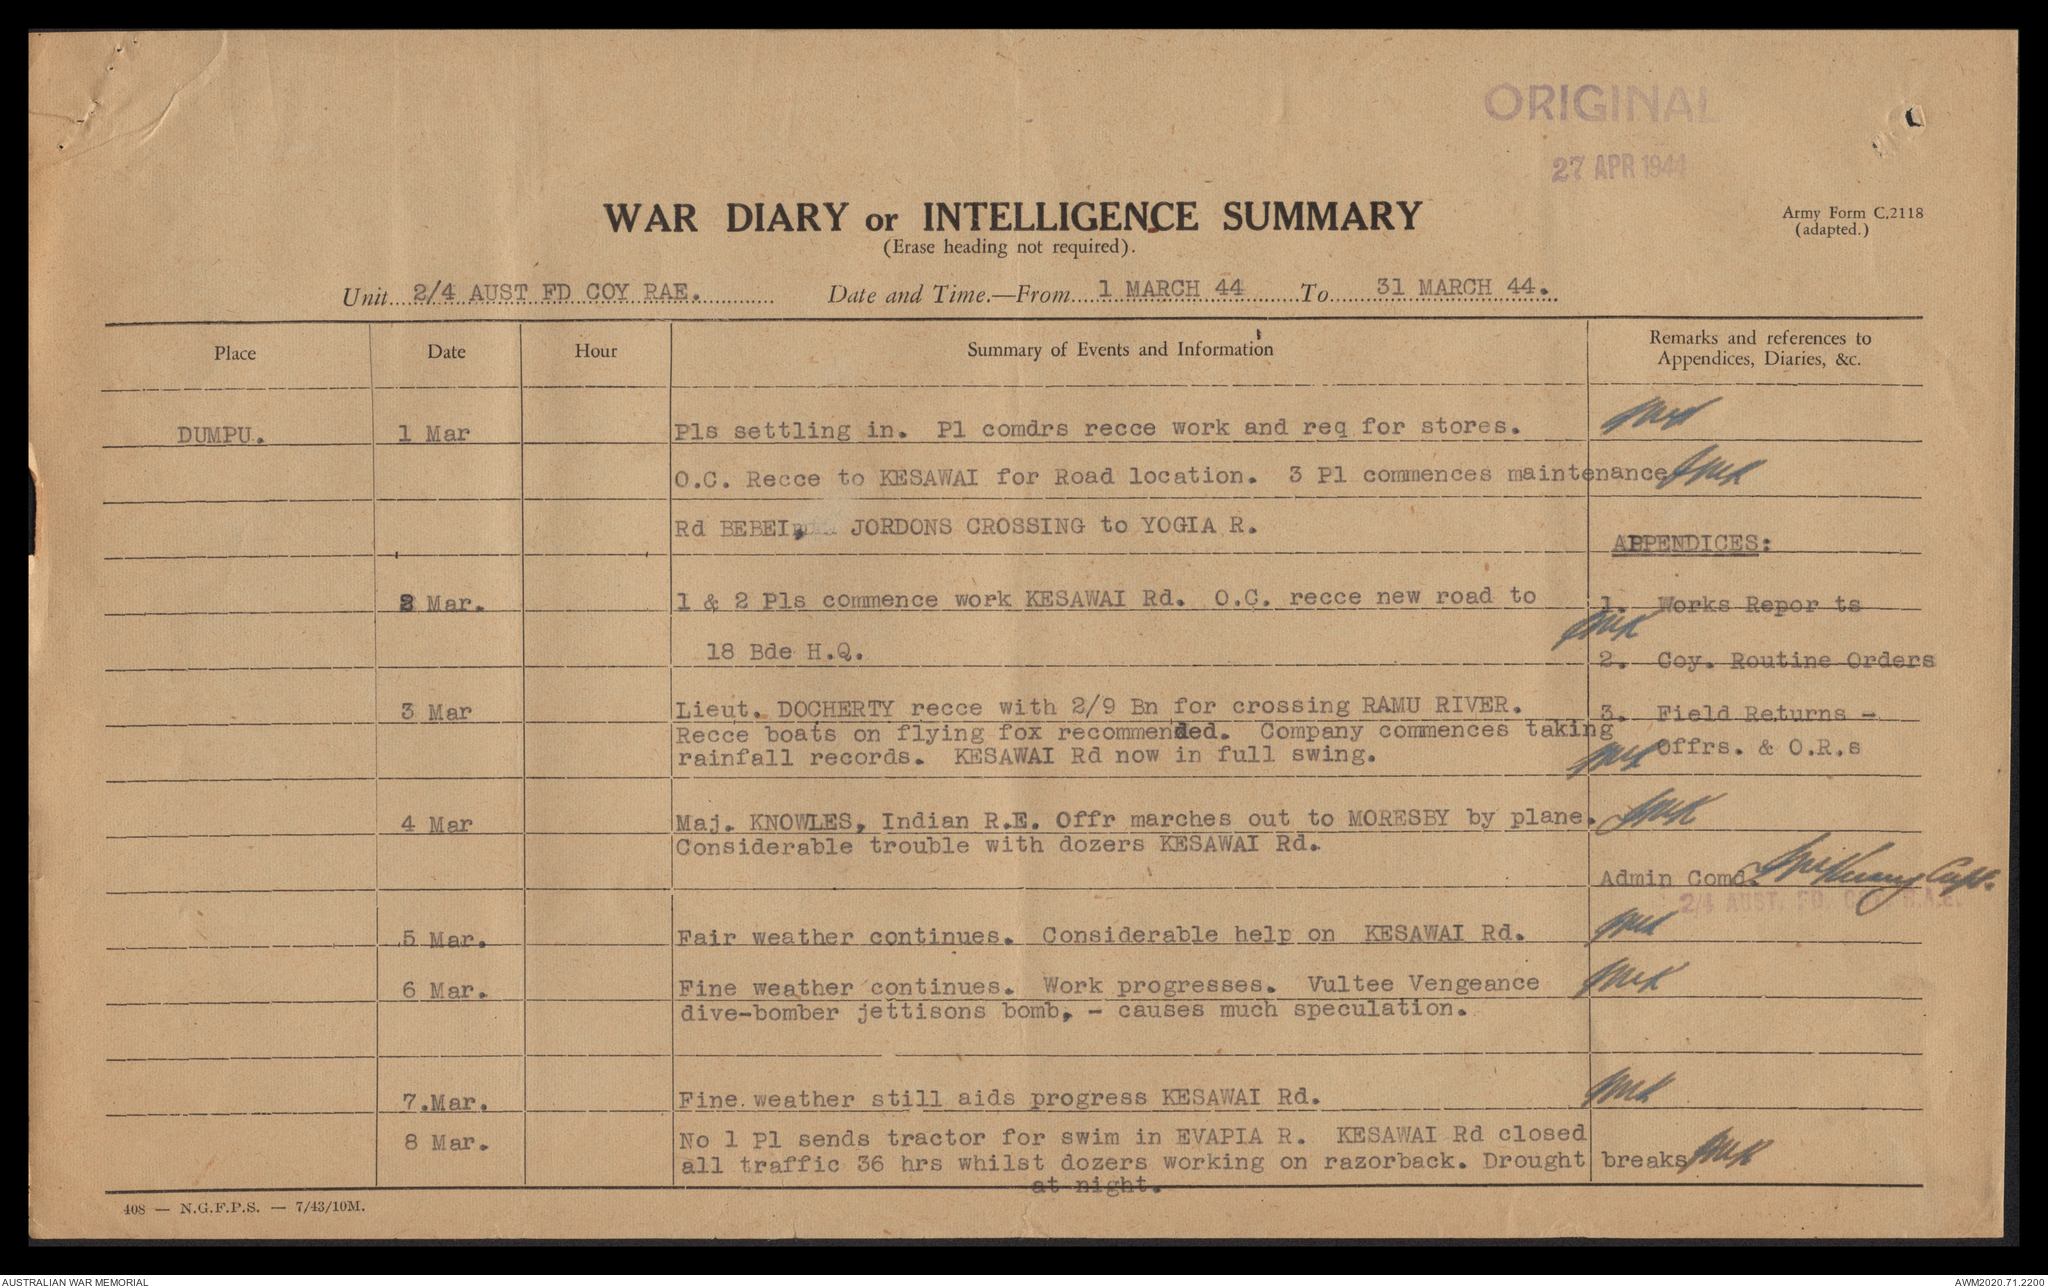 ORIGINAL
27 APR 1944
WAR DIARY or INTELLIGENCE SUMMARY
(Erase heading not required).
Army Form C.2118
(adapted.)
Unit 2/4 AUST FD COY RAE. Date and Time.—From 1 MARCH 44 To 31 MARCH 44.
Place Date Hour Summary of Events and Information Remarks and references to
Appendices, Diaries, &c.
DUMPU. 1 Mar Pls settling in. Pl comdrs recce work and req for stores.
O.C. Recce to KESAWAI for Road location. 3 Pl commences maintenance
Rd BEBEI, JORDONS CROSSING to YOGIA R.
APPENDICES:
2 Mar. 1 & 2 Pls commence work KESAWAI Rd. O.C. recce new road to
1. Works Repor ts
18 Bde H.Q.
2. Coy. Routine Orders
3 Mar Lieut. DOCHERTY recce with 2/9 Bn for crossing RAMU RIVER.
3. Field Returns -
Recce boats on flying fox recommended. Company commences taking
Offrs. & O.R.s
rainfall records. KESAWAI Rd now in full swing.
4 Mar Maj. KNOWLES, Indian R.E. Offr marches out to MORESBY by plane.
Considerable trouble with dozers KESAWAI Rd.
Admin Comd. Capt.
2/4 AUST. FD. COY. R.A.E.
5 Mar. Fair weather continues. Considerable help on KESAWAI Rd.
6 Mar. Fine weather continues. Work progresses. Vultee Vengeance
dive-bomber jettisons bomb, - causes much speculation.
7.Mar. Fine weather still aids progress KESAWAI Rd.
8 Mar. No 1 Pl sends tractor for swim in EVAPIA R. KESAWAI Rd closed
all traffic 36 hrs whilst dozers working on razorback. Drought breaks
at night.
408 — N.G.F.P.S. — 7/43/10M.
AUSTRALIAN WAR MEMORIAL
AWM2020.71.2200